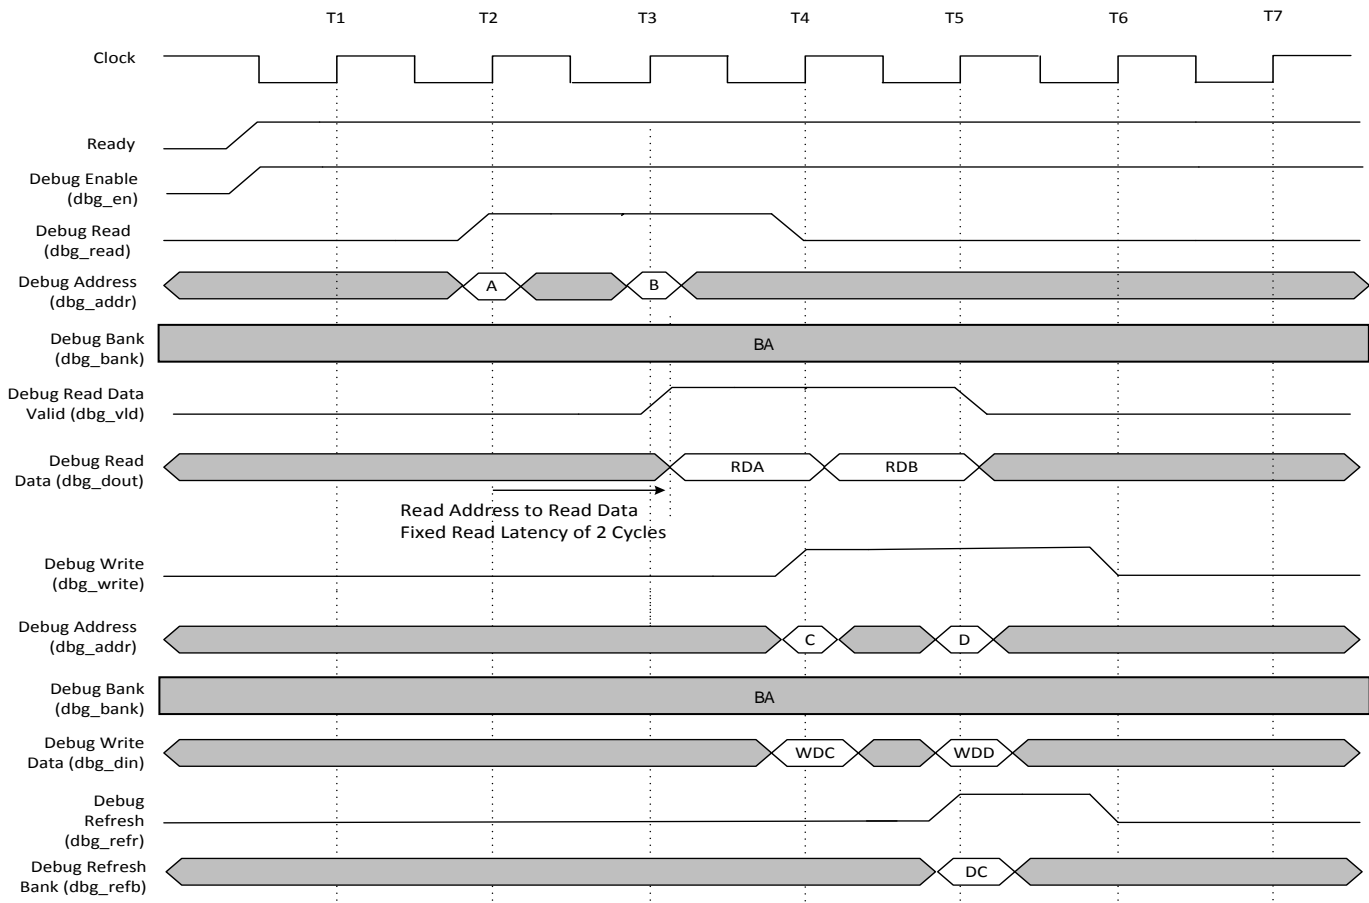 T1 T2 T3 T4 T5 T6 T7
Clock
Ready
Debug Enable
(dbg_en)
Debug Read
(dbg_read)
Debug Address
(dbg_addr)
A B
Debug Bank
(dbg_bank)
BA
Debug Read Data
Valid (dbg_vld)
Debug Read
Data (dbg_dout)
RDA RDB
Read Address to Read Data
Fixed Read Latency of 2 Cycles
Debug Write
(dbg_write)
Debug Address
(dbg_addr)
C D
Debug Bank
(dbg_bank)
BA
Debug Write
Data (dbg_din)
WDC WDD
Debug
Refresh
(dbg_refr)
Debug Refresh
Bank (dbg_refb)
DC